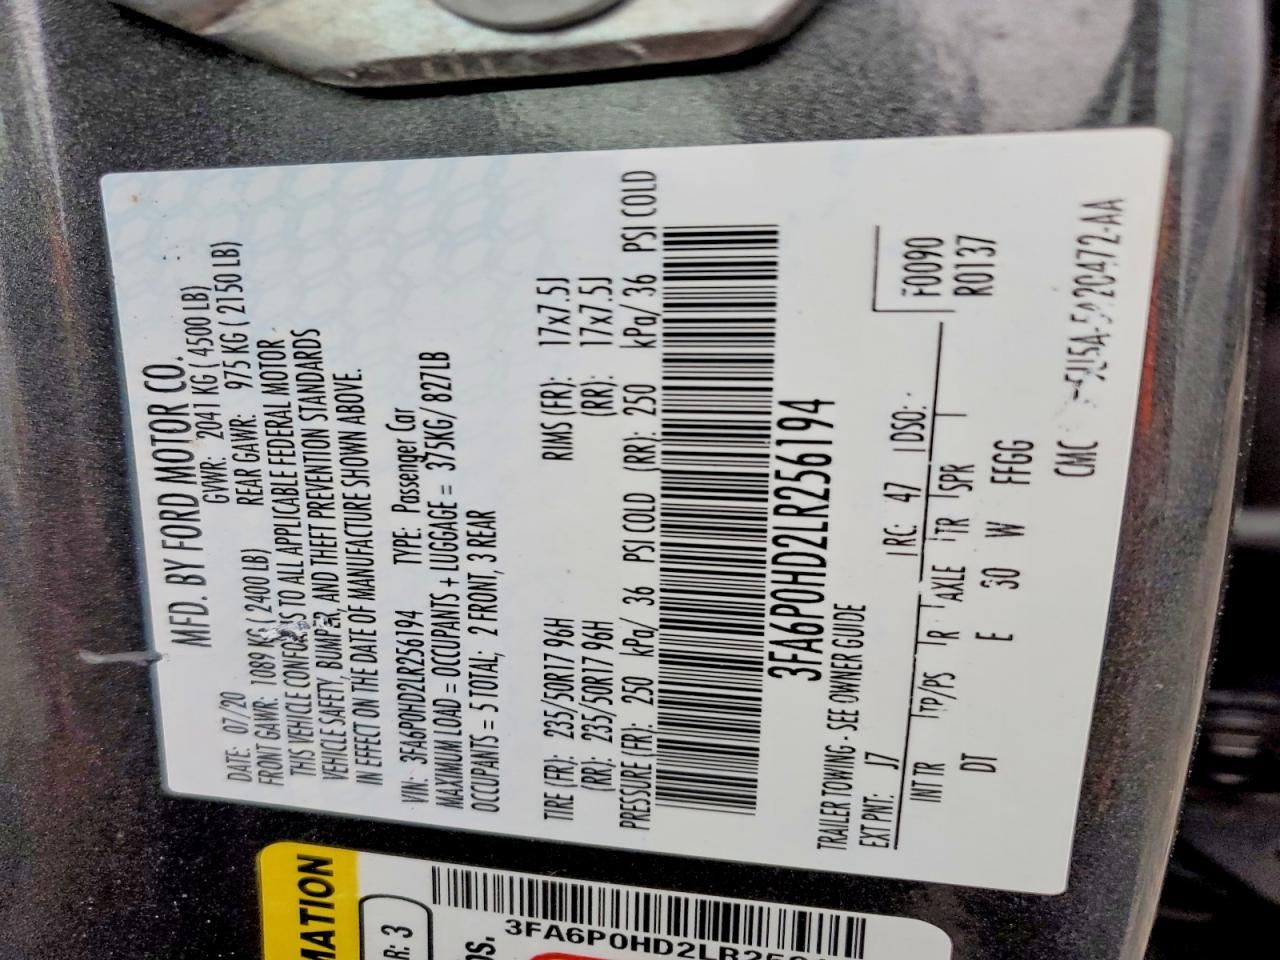 MFD. BY FORD MOTOR CO.
DATE: 07/20 GVWR: 2041 KG ( 4500 LB)
FRONT GAWR: 1089 KG ( 2400 LB) REAR GAWR: 975 KG ( 2150 LB)
THIS VEHICLE CONFORMS TO ALL APPLICABLE FEDERAL MOTOR
VEHICLE SAFETY, BUMPER, AND THEFT PREVENTION STANDARDS
IN EFFECT ON THE DATE OF MANUFACTURE SHOWN ABOVE.
VIN: 3FA6P0HD2LR256194 TYPE: Passenger Car
MAXIMUM LOAD = OCCUPANTS + LUGGAGE = 375KG/ 827LB
OCCUPANTS = 5 TOTAL; 2 FRONT, 3 REAR
TIRE (FR): 235/50R17 96H RIMS (FR): 17x7.5J
(RR): 235/50R17 96H (RR): 17x7.5J
PRESSURE (FR): 250 kPa/ 36 PSI COLD (RR): 250 kPa/ 36 PSI COLD
3FA6P0HD2LR256194
TRAILER TOWING - SEE OWNER GUIDE
EXT PNT: J7 RC: 47 DSO: F0090
INT TR TP/PS R AXLE TR SPR R0137
DT E 30 W FFGG
CMC 5U5A-5420472-AA
MATION
R: 3
os.
3FA6P0HD2LR2561